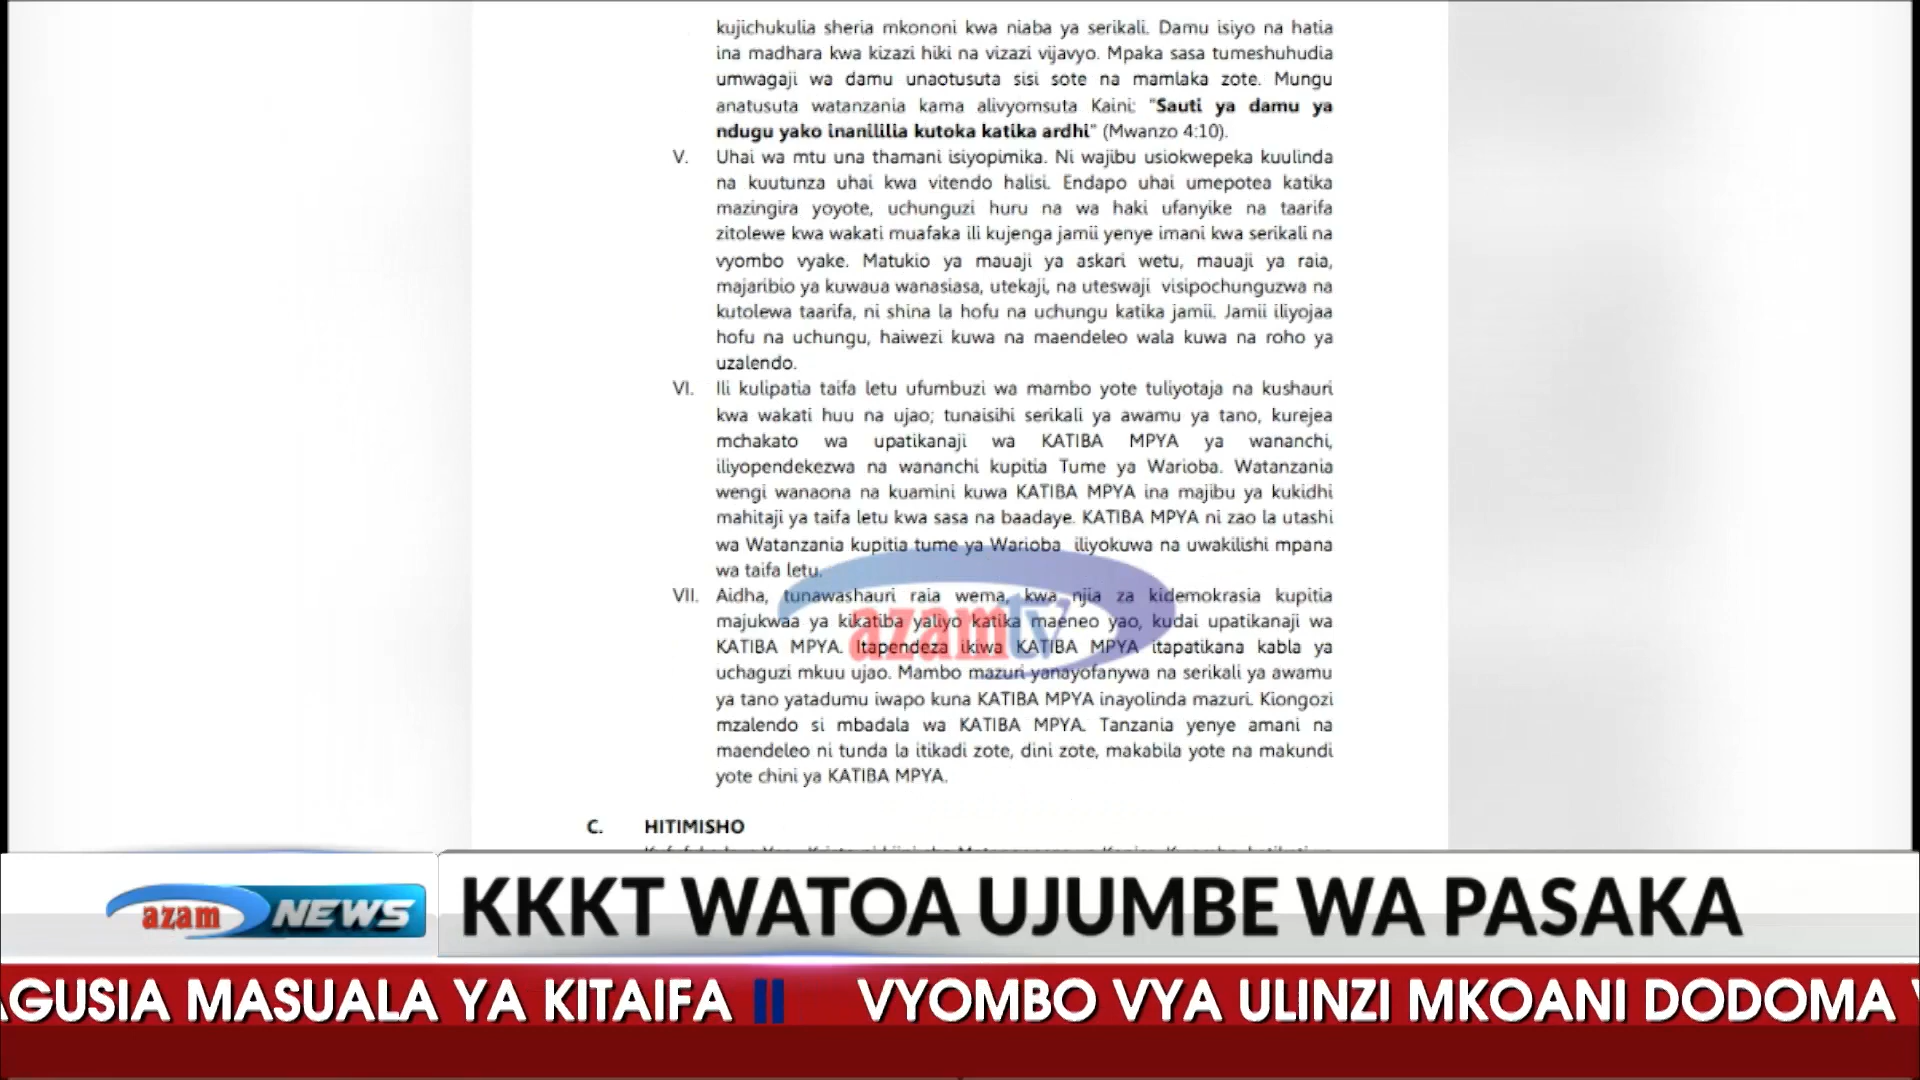 kujichukulia sheria mkononi kwa niaba ya serikali. Damu isiyo na hatia
ina madhara kwa kizazi hiki na vizazi vijavyo. Mpaka sasa tumeshuhudia
umwagaji wa damu unaotusuta sisi sote na mamlaka zote. Mungu
anatusuta watanzania kama alivyomsuta Kaini: "Sauti ya damu ya
ndugu yako inanililia kutoka katika ardhi" (Mwanzo 4:10).
V. Uhai wa mtu una thamani isiyopimika. Ni wajibu usiokwepeka kuulinda
na kuutunza uhai kwa vitendo halisi. Endapo uhai umepotea katika
mazingira yoyote, uchunguzi huru na wa haki ufanyike na taarifa
zitolewe kwa wakati muafaka ili kujenga jamii yenye imani kwa serikali na
vyombo vyake. Matukio ya mauaji ya askari wetu, mauaji ya raia,
majaribio ya kuwaua wanasiasa, utekaji, na uteswaji visipochunguzwa na
kutolewa taarifa, ni shina la hofu na uchungu katika jamii. Jamii iliyojaa
hofu na uchungu, haiwezi kuwa na maendeleo wala kuwa na roho ya
uzalendo.
VI. Ili kulipatia taifa letu ufumbuzi wa mambo yote tuliyotaja na kushauri
kwa wakati huu na ujao; tunaisihi serikali ya awamu ya tano, kurejea
mchakato wa upatikanaji wa KATIBA MPYA ya wananchi,
iliyopendekezwa na wananchi kupitia Tume ya Warioba. Watanzania
wengi wanaona na kuamini kuwa KATIBA MPYA ina majibu ya kukidhi
mahitaji ya taifa letu kwa sasa na baadaye. KATIBA MPYA ni zao la utashi
wa Watanzania kupitia tume ya Warioba iliyokuwa na uwakilishi mpana
wa taifa letu.
VII. Aidha, tunawashauri raia wema, kwa njia za kidemokrasia kupitia
majukwaa ya kikatiba yaliyo katika maeneo yao, kudai upatikanaji wa
KATIBA MPYA. Itapendeza ikiwa KATIBA MPYA itapatikana kabla ya
uchaguzi mkuu ujao. Mambo mazuri yanayofanywa na serikali ya awamu
ya tano yatadumu iwapo kuna KATIBA MPYA inayolinda mazuri. Kiongozi
mzalendo si mbadala wa KATIBA MPYA. Tanzania yenye amani na
maendeleo ni tunda la itikadi zote, dini zote, makabila yote na makundi
yote chini ya KATIBA MPYA.
azamtv
C. HITIMISHO
azam NEWS
KKKT WATOA UJUMBE WA PASAKA
AGUSIA MASUALA YA KITAIFA || VYOMBO VYA ULINZI MKOANI DODOMA